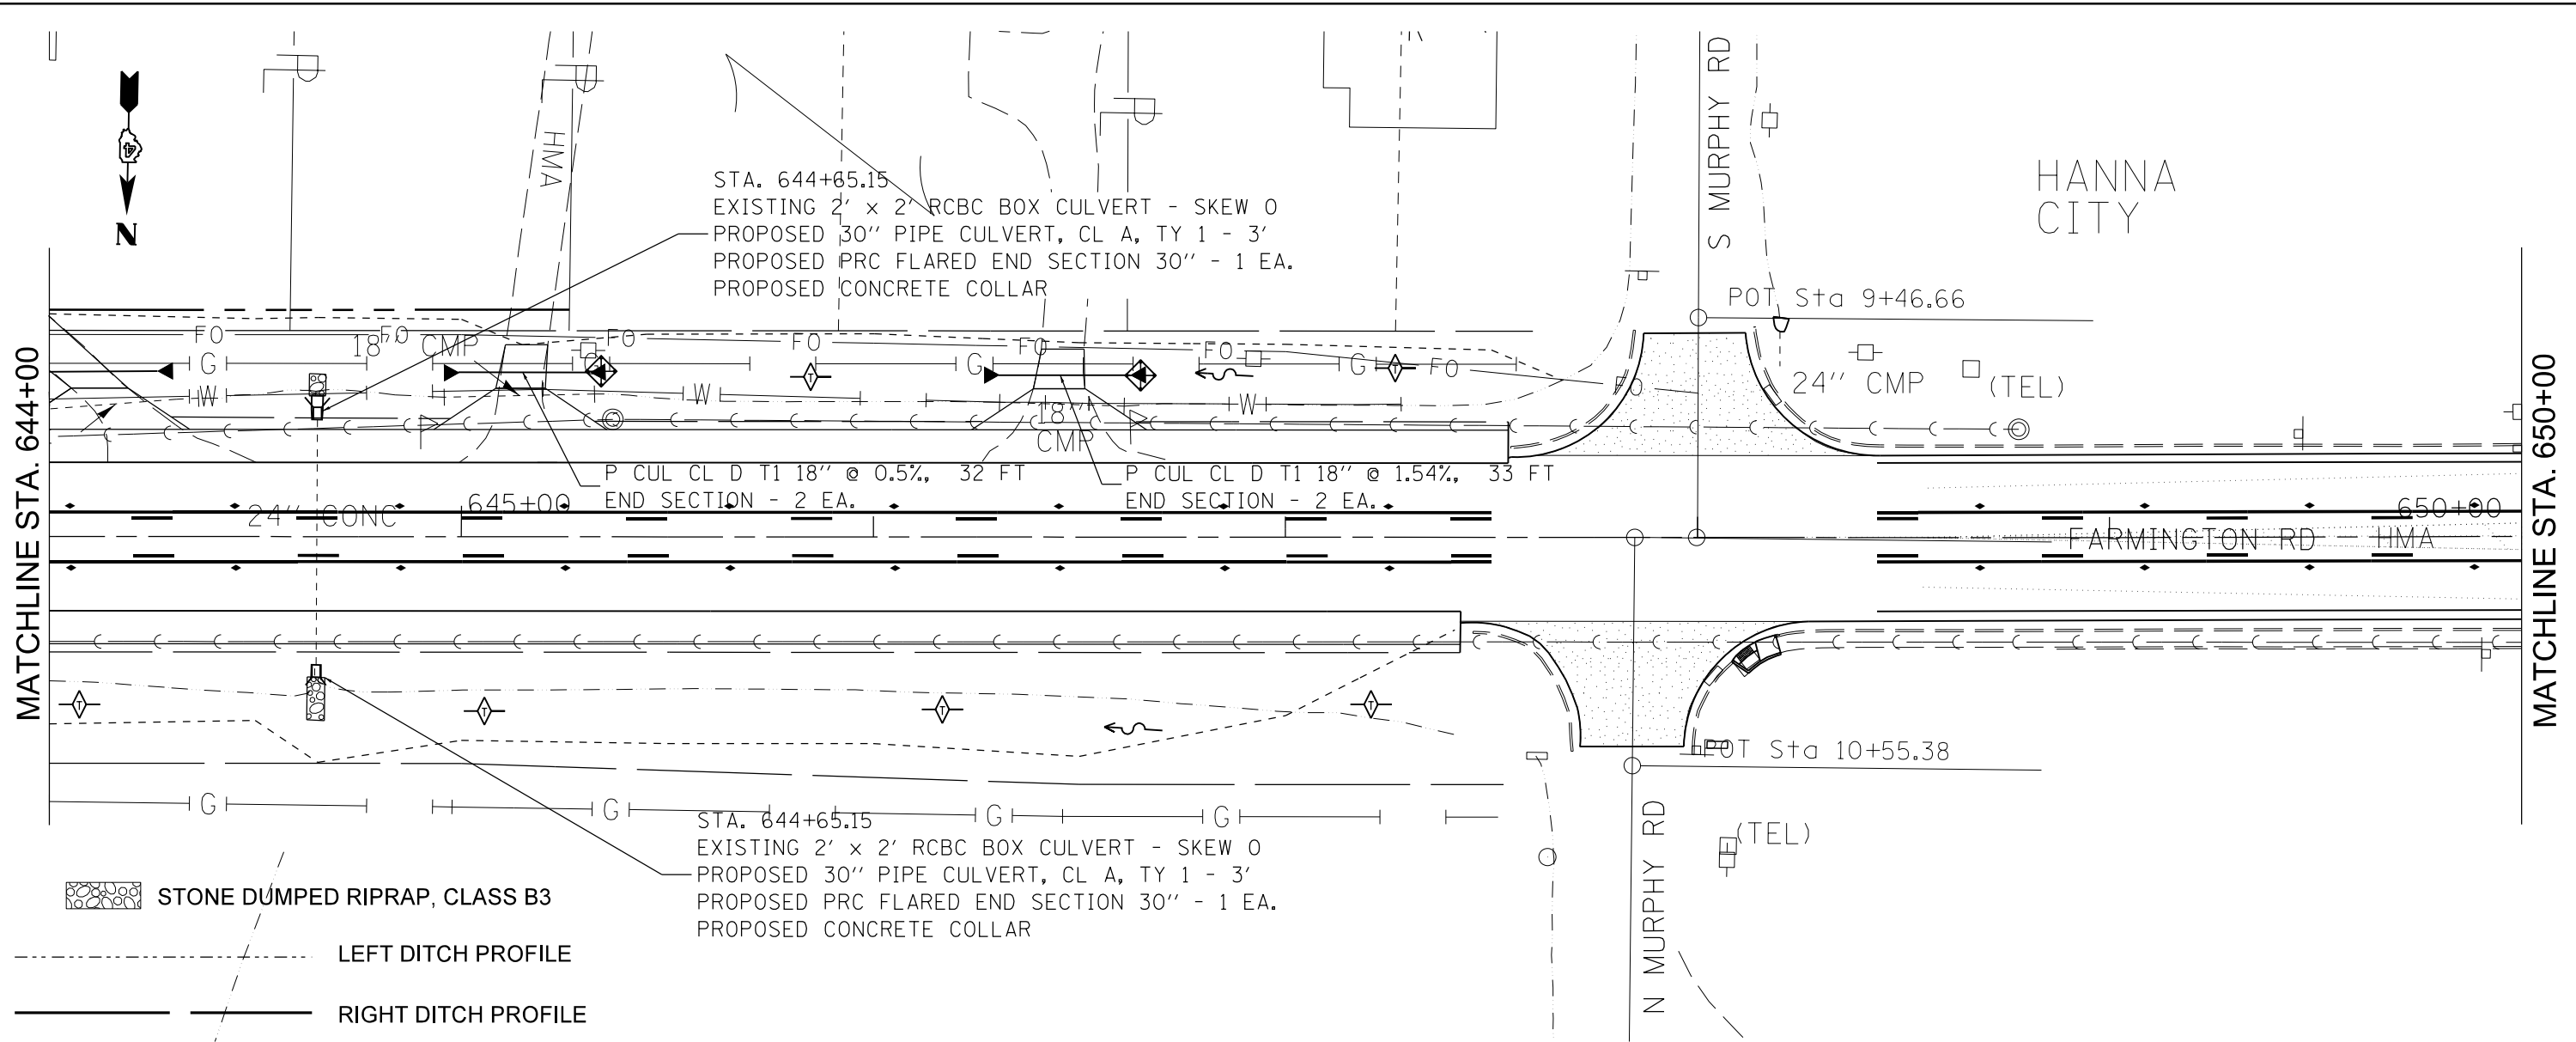 S MURPHY RD
HANNA
CITY
HMA
N
STA. 644+65.15
EXISTING 2' x 2' RCBC BOX CULVERT - SKEW 0
PROPOSED 30'' PIPE CULVERT, CL A, TY 1 - 3'
PROPOSED PRC FLARED END SECTION 30'' - 1 EA.
PROPOSED CONCRETE COLLAR
POT Sta 9+46.66
FO FO FO FO FO FO FO FO
18'' CMP
G G G G
W W W
24'' CMP (TEL)
18''
CMP
MATCHLINE STA. 644+00
MATCHLINE STA. 650+00
P CUL CL D T1 18'' @ 0.5%, 32 FT
END SECTION - 2 EA.
P CUL CL D T1 18'' @ 1.54%, 33 FT
END SECTION - 2 EA.
24'' CONC
645+00
650+00
FARMINGTON RD HMA
T T T T
POT Sta 10+55.38
G G G G
STA. 644+65.15
EXISTING 2' x 2' RCBC BOX CULVERT - SKEW 0
PROPOSED 30'' PIPE CULVERT, CL A, TY 1 - 3'
PROPOSED PRC FLARED END SECTION 30'' - 1 EA.
PROPOSED CONCRETE COLLAR
N MURPHY RD
(TEL)
STONE DUMPED RIPRAP, CLASS B3
LEFT DITCH PROFILE
RIGHT DITCH PROFILE